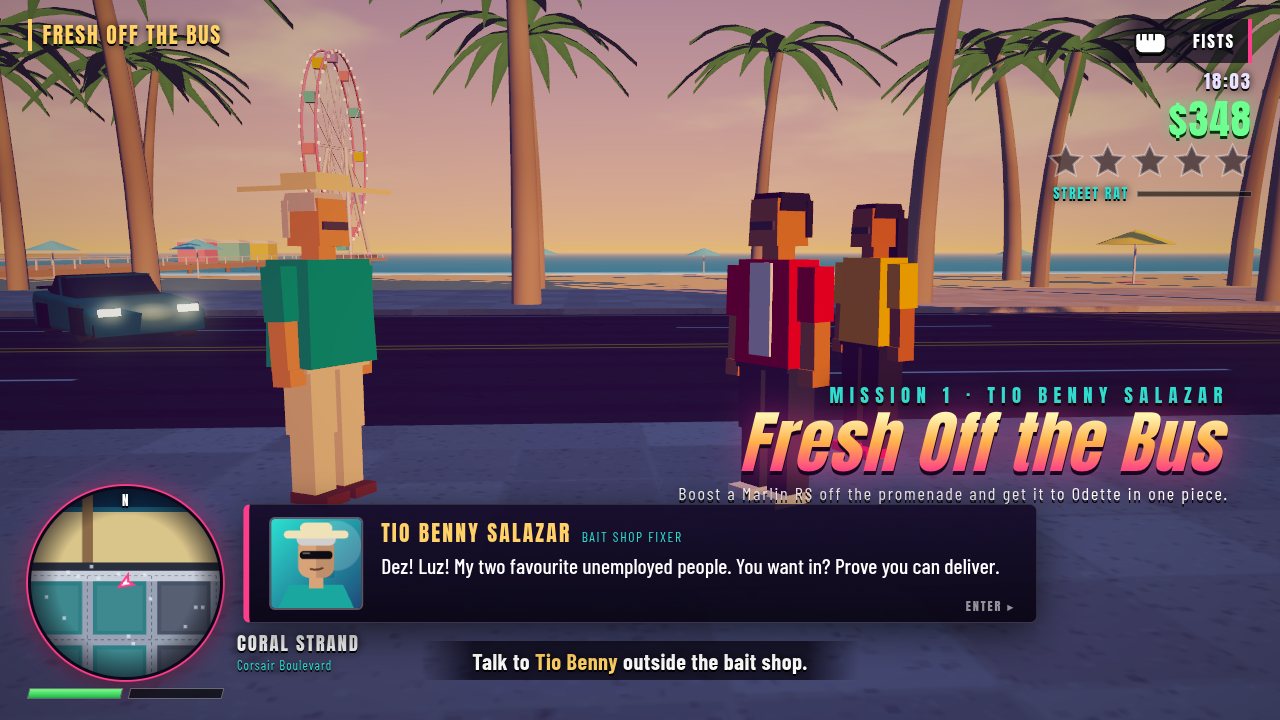 FRESH OFF THE BUS
FISTS
18:03
$348
STREET RAT
MISSION 1 · TIO BENNY SALAZAR
Fresh Off the Bus
Boost a Marlin RS off the promenade and get it to Odette in one piece.
N
TIO BENNY SALAZAR BAIT SHOP FIXER
Dez! Luz! My two favourite unemployed people. You want in? Prove you can deliver.
ENTER ▸
CORAL STRAND
Corsair Boulevard
Talk to Tio Benny outside the bait shop.